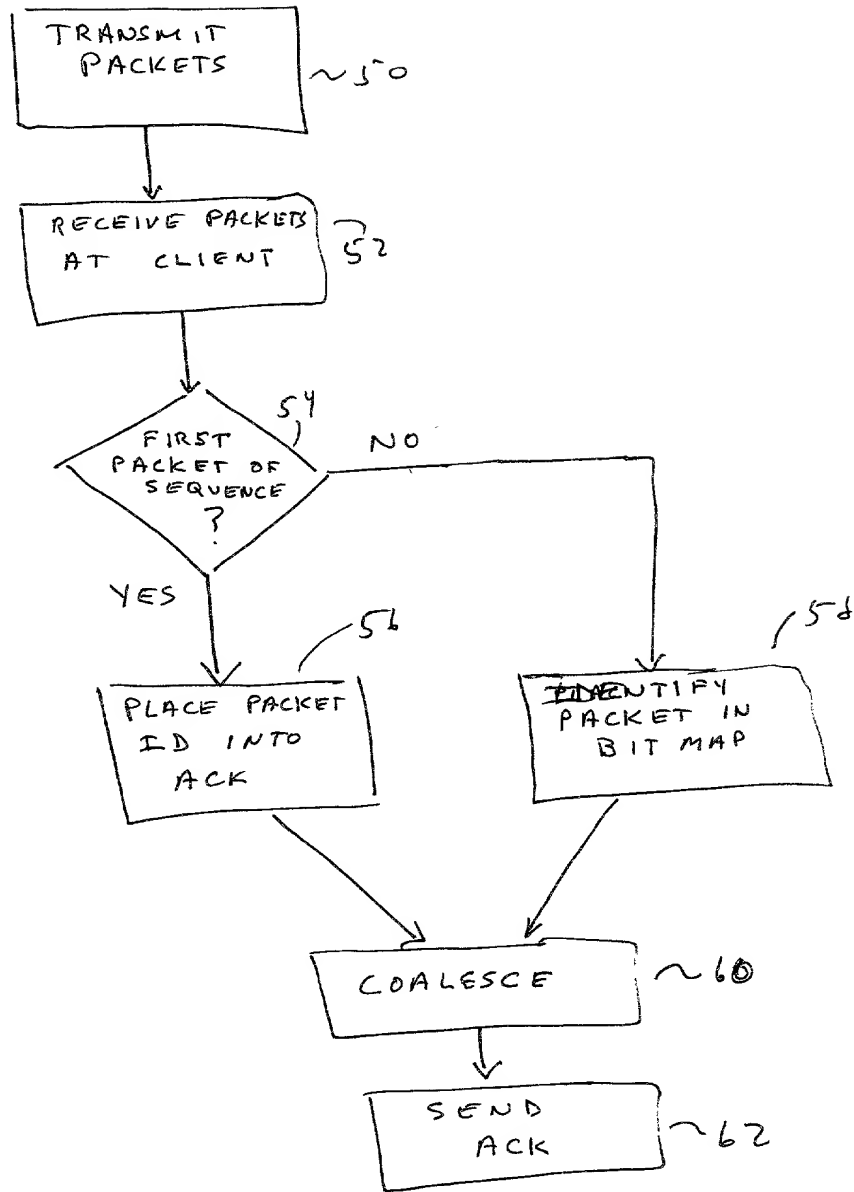 TRANSMIT
PACKETS
~50
RECEIVE PACKETS
AT CLIENT
52
FIRST
PACKET OF
SEQUENCE
?
54
NO
YES
56
58
PLACE PACKET
ID INTO
ACK
IDENTIFY
PACKET IN
BIT MAP
COALESCE
~60
SEND
ACK
~62